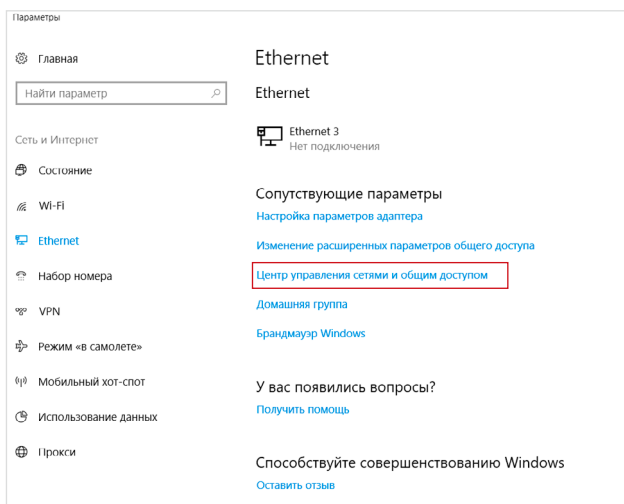 Параметры
Главная
Найти параметр
Сеть и Интернет
Состояние
Wi-Fi
Ethernet
Набор номера
VPN
Режим «в самолете»
Мобильный хот-спот
Использование данных
Прокси
Ethernet
Ethernet
Ethernet 3
Нет подключения
Сопутствующие параметры
Настройка параметров адаптера
Изменение расширенных параметров общего доступа
Центр управления сетями и общим доступом
Домашняя группа
Брандмауэр Windows
У вас появились вопросы?
Получить помощь
Способствуйте совершенствованию Windows
Оставить отзыв